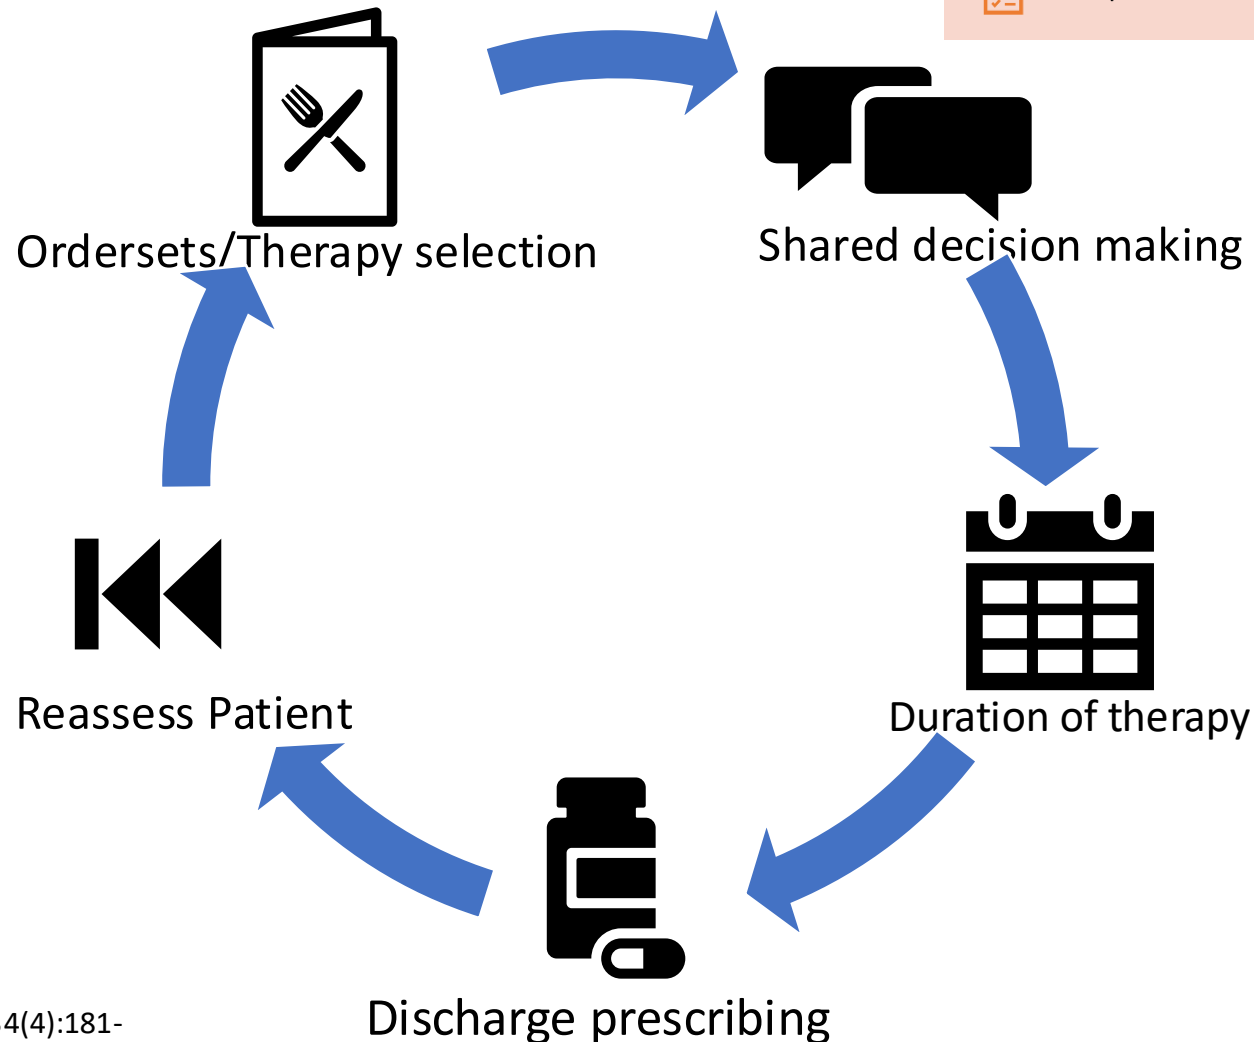 Ordersets/Therapy selection
Shared decision making
Reassess Patient
Duration of therapy
Discharge prescribing
4(4):181-